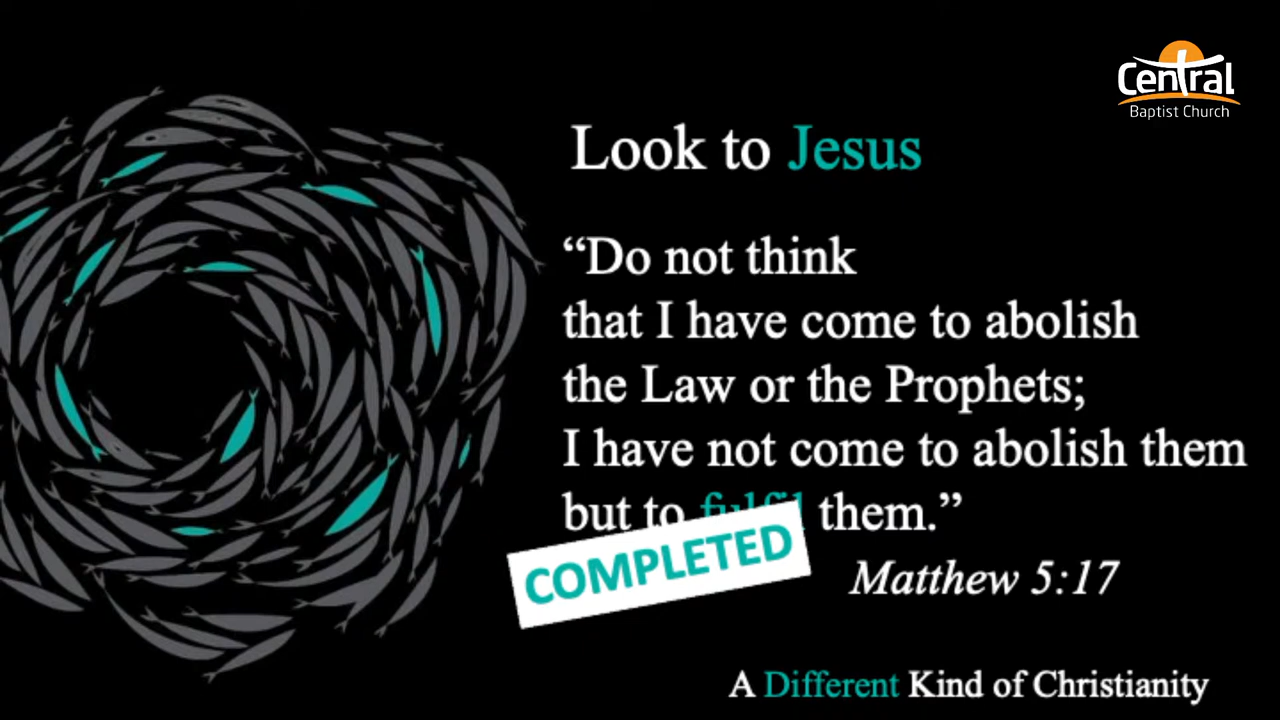 Central
Baptist Church
Look to Jesus
“Do not think
that I have come to abolish
the Law or the Prophets;
I have not come to abolish them
but to fulfil them.”
COMPLETED
Matthew 5:17
A Different Kind of Christianity